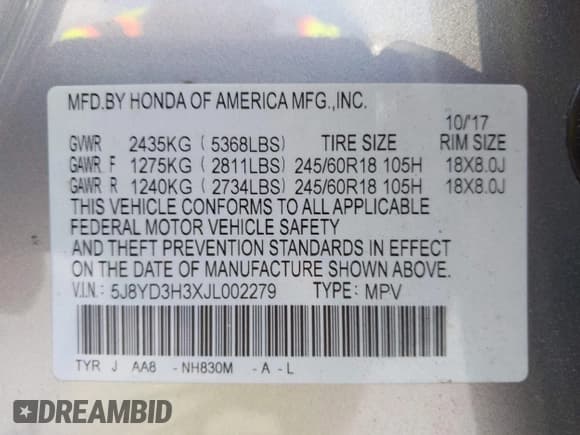 MFD.BY HONDA OF AMERICA MFG.,INC.
10/'17
GVWR 2435KG ( 5368LBS) TIRE SIZE RIM SIZE
GAWR F 1275KG ( 2811LBS) 245/60R18 105H 18X8.0J
GAWR R 1240KG ( 2734LBS) 245/60R18 105H 18X8.0J
THIS VEHICLE CONFORMS TO ALL APPLICABLE
FEDERAL MOTOR VEHICLE SAFETY
AND THEFT PREVENTION STANDARDS IN EFFECT
ON THE DATE OF MANUFACTURE SHOWN ABOVE.
V.I.N.: 5J8YD3H3XJL002279 TYPE: MPV
TYR J AA8 -NH830M -A -L
DREAMBID